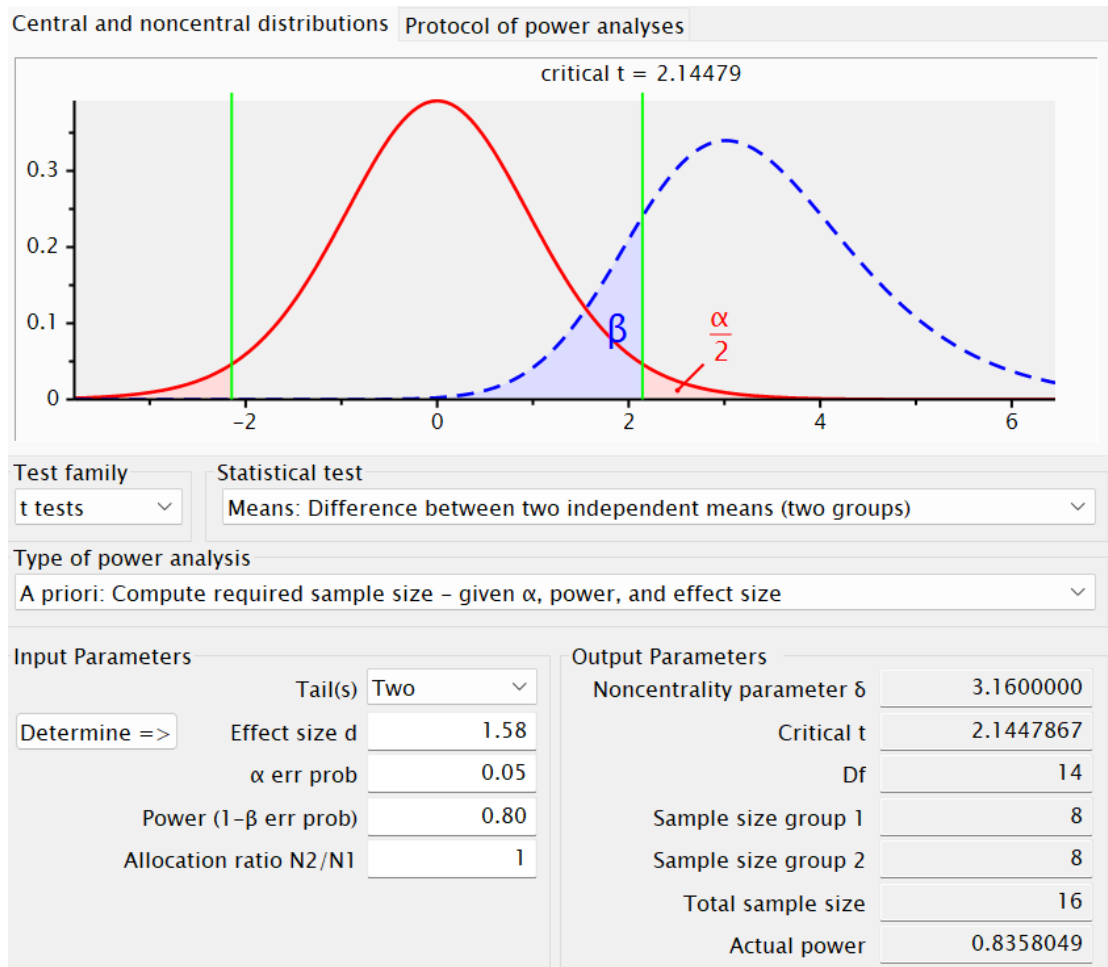 Central and noncentral distributions Protocol of power analyses
critical t = 2.14479
0.3
0.2
0.1
0
β
α
2
−2 0 2 4 6
Test family Statistical test
t tests Means: Difference between two independent means (two groups)
Type of power analysis
A priori: Compute required sample size – given α, power, and effect size
Input Parameters Output Parameters
Tail(s) Two Noncentrality parameter δ 3.1600000
Determine => Effect size d 1.58 Critical t 2.1447867
α err prob 0.05 Df 14
Power (1−β err prob) 0.80 Sample size group 1 8
Allocation ratio N2/N1 1 Sample size group 2 8
Total sample size 16
Actual power 0.8358049